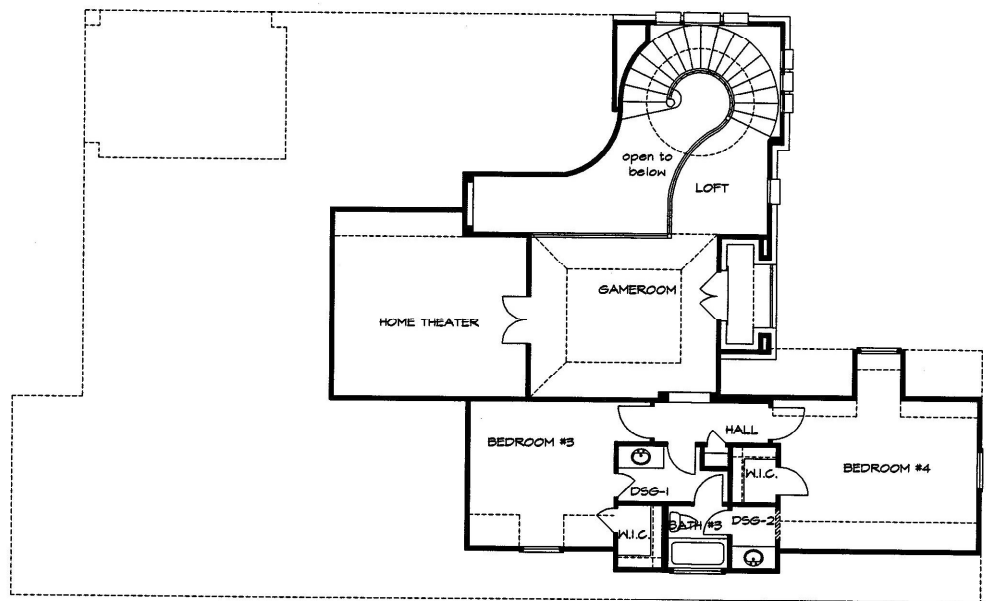 open to
below
LOFT
GAMEROOM
HOME THEATER
HALL
BEDROOM #3
BEDROOM #4
W.I.C.
DSG-1
BATH #3
DSG-2
W.I.C.